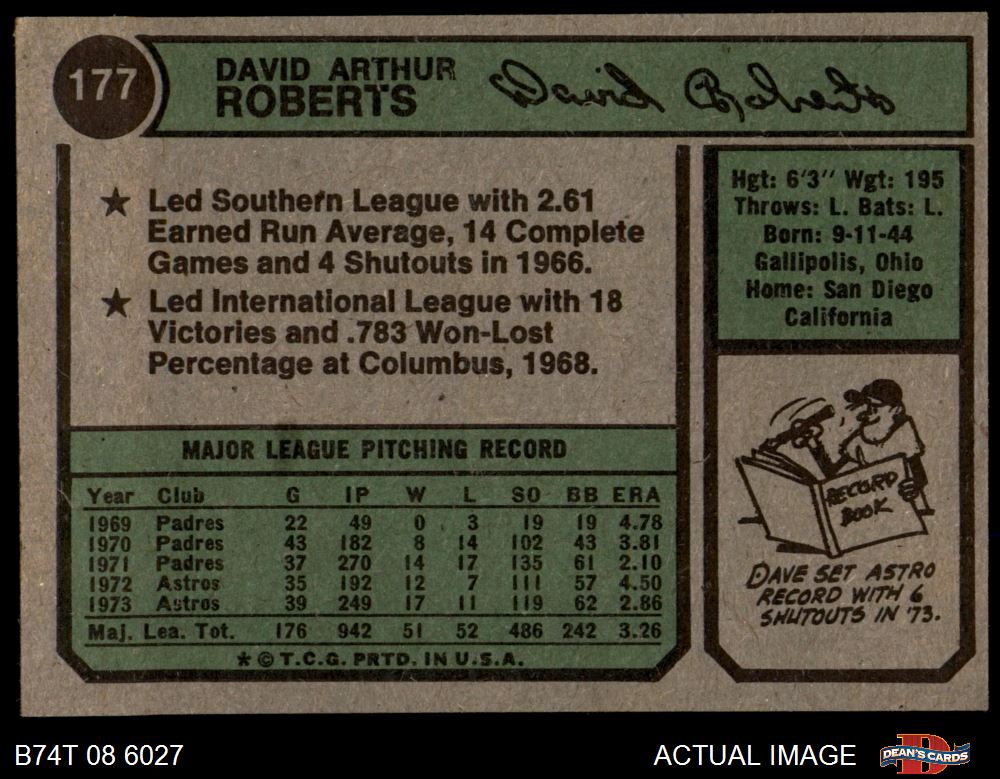 177
DAVID ARTHUR
ROBERTS
David Roberts
★ Led Southern League with 2.61
Earned Run Average, 14 Complete
Games and 4 Shutouts in 1966.
★ Led International League with 18
Victories and .783 Won-Lost
Percentage at Columbus, 1968.
Hgt: 6'3" Wgt: 195
Throws: L. Bats: L.
Born: 9-11-44
Gallipolis, Ohio
Home: San Diego
California
MAJOR LEAGUE PITCHING RECORD
Year Club G IP W L SO BB ERA
1969 Padres 22 49 0 3 19 19 4.78
1970 Padres 43 182 8 14 102 43 3.81
1971 Padres 37 270 14 17 135 61 2.10
1972 Astros 35 192 12 7 111 57 4.50
1973 Astros 39 249 17 11 119 62 2.86
Maj. Lea. Tot. 176 942 51 52 486 242 3.26
★ © T.C.G. PRTD. IN U.S.A.
RECORD
BOOK
DAVE SET ASTRO
RECORD WITH 6
SHUTOUTS IN '73.
B74T 08 6027
ACTUAL IMAGE
DEAN'S CARDS